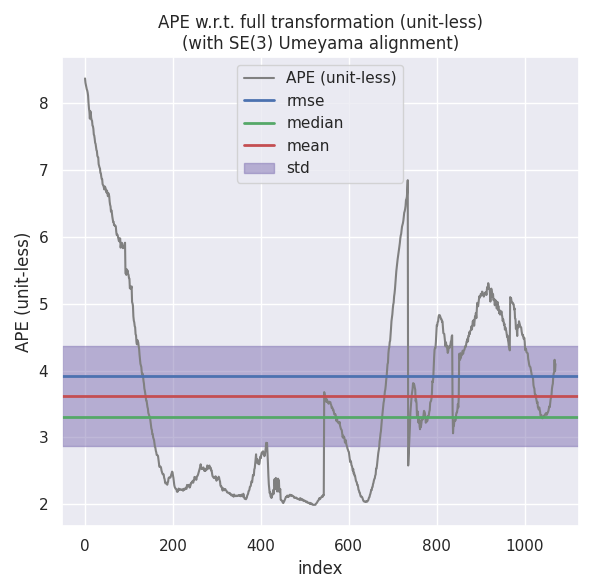 APE w.r.t. full transformation (unit-less)
(with SE(3) Umeyama alignment)
APE (unit-less)
rmse
median
mean
std
APE (unit-less)
8
7
6
5
4
3
2
0
200
400
600
800
1000
index